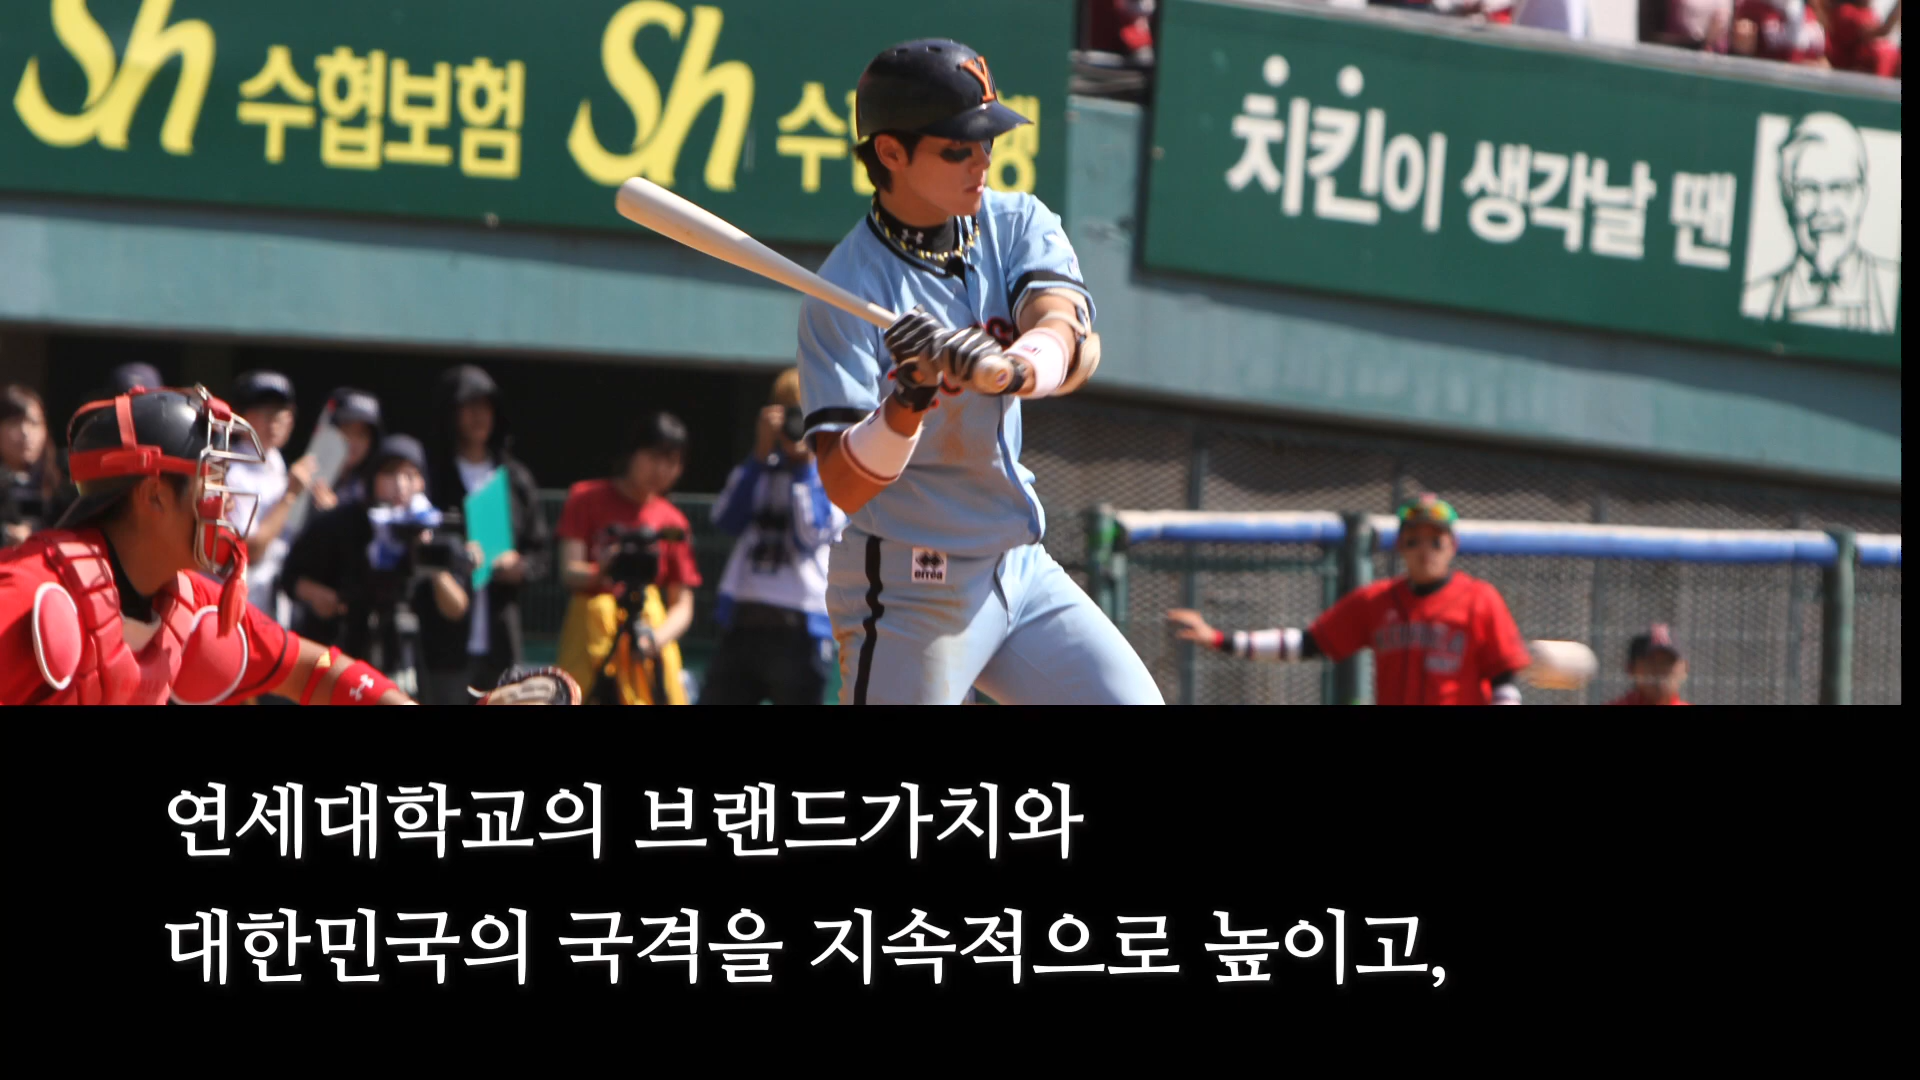 Sh 수협보험 Sh
치킨이 생각날 땐
Y
errea
연세대학교의 브랜드가치와
대한민국의 국격을 지속적으로 높이고,